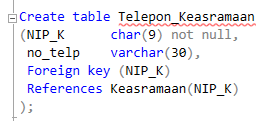 Create table Telepon_Keasramaan
(NIP_K char(9) not null,
no_telp varchar(30),
Foreign key (NIP_K)
References Keasramaan(NIP_K)
);